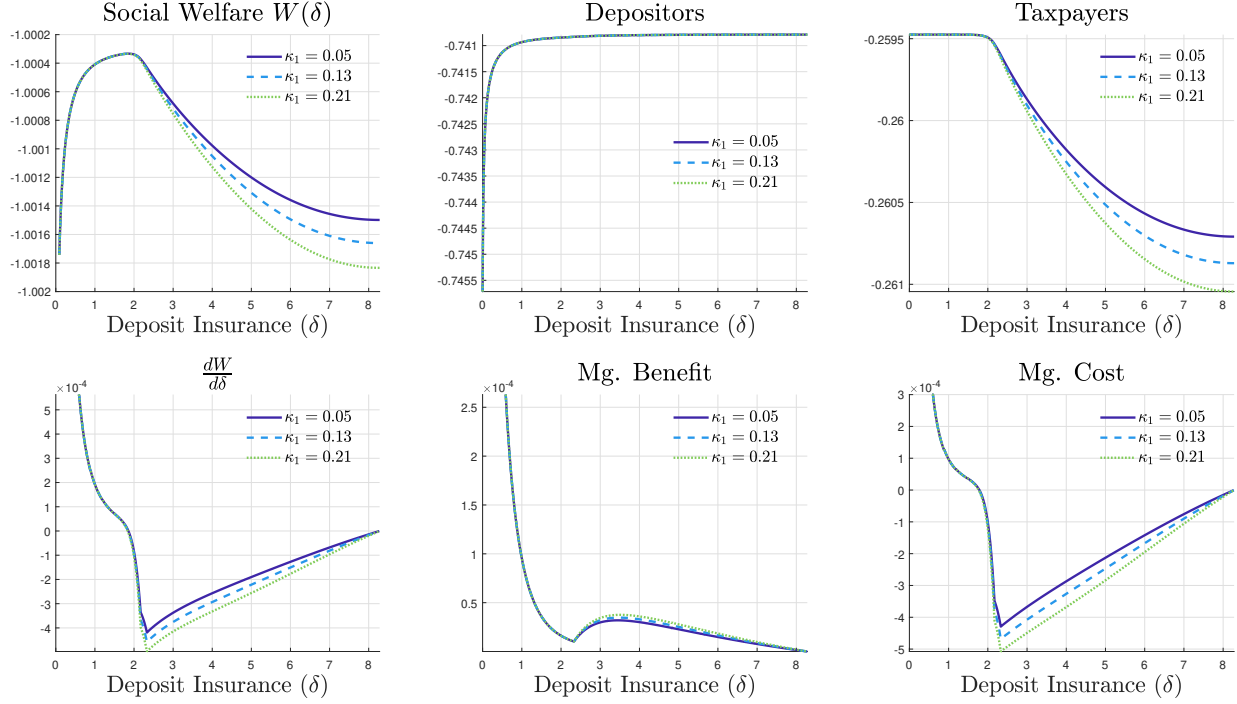 Social Welfare W(δ)
-1.0002
-1.0004
-1.0006
-1.0008
-1.001
-1.0012
-1.0014
-1.0016
-1.0018
-1.002
0 1 2 3 4 5 6 7 8
κ₁ = 0.05
κ₁ = 0.13
κ₁ = 0.21
Deposit Insurance (δ)
Depositors
-0.741
-0.7415
-0.742
-0.7425
-0.743
-0.7435
-0.744
-0.7445
-0.745
-0.7455
0 1 2 3 4 5 6 7 8
κ₁ = 0.05
κ₁ = 0.13
κ₁ = 0.21
Deposit Insurance (δ)
Taxpayers
-0.2595
-0.26
-0.2605
-0.261
0 1 2 3 4 5 6 7 8
κ₁ = 0.05
κ₁ = 0.13
κ₁ = 0.21
Deposit Insurance (δ)
dW/dδ
×10⁻⁴
5
4
3
2
1
0
-1
-2
-3
-4
0 1 2 3 4 5 6 7 8
κ₁ = 0.05
κ₁ = 0.13
κ₁ = 0.21
Deposit Insurance (δ)
Mg. Benefit
×10⁻⁴
2.5
2
1.5
1
0.5
0 1 2 3 4 5 6 7 8
κ₁ = 0.05
κ₁ = 0.13
κ₁ = 0.21
Deposit Insurance (δ)
Mg. Cost
×10⁻⁴
3
2
1
0
-1
-2
-3
-4
-5
0 1 2 3 4 5 6 7 8
κ₁ = 0.05
κ₁ = 0.13
κ₁ = 0.21
Deposit Insurance (δ)